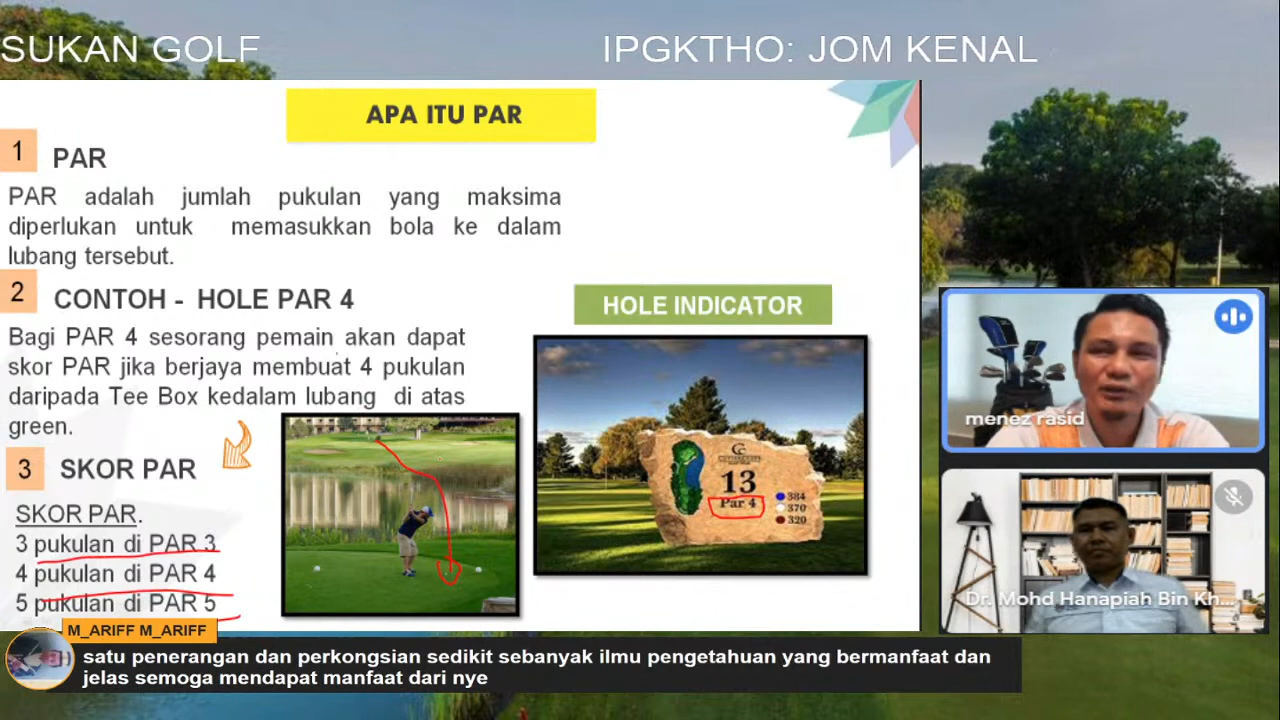 SUKAN GOLF
IPGKTHO: JOM KENAL
APA ITU PAR
1 PAR
PAR adalah jumlah pukulan yang maksima
diperlukan untuk memasukkan bola ke dalam
lubang tersebut.
2 CONTOH - HOLE PAR 4
Bagi PAR 4 sesorang pemain akan dapat
skor PAR jika berjaya membuat 4 pukulan
daripada Tee Box kedalam lubang di atas
green.
3 SKOR PAR
SKOR PAR.
3 pukulan di PAR 3
4 pukulan di PAR 4
5 pukulan di PAR 5
HOLE INDICATOR
13
Par 4
384
370
320
menez rasid
Dr. Mohd Hanapiah Bin Kh...
M_ARIFF M_ARIFF
satu penerangan dan perkongsian sedikit sebanyak ilmu pengetahuan yang bermanfaat dan
jelas semoga mendapat manfaat dari nye